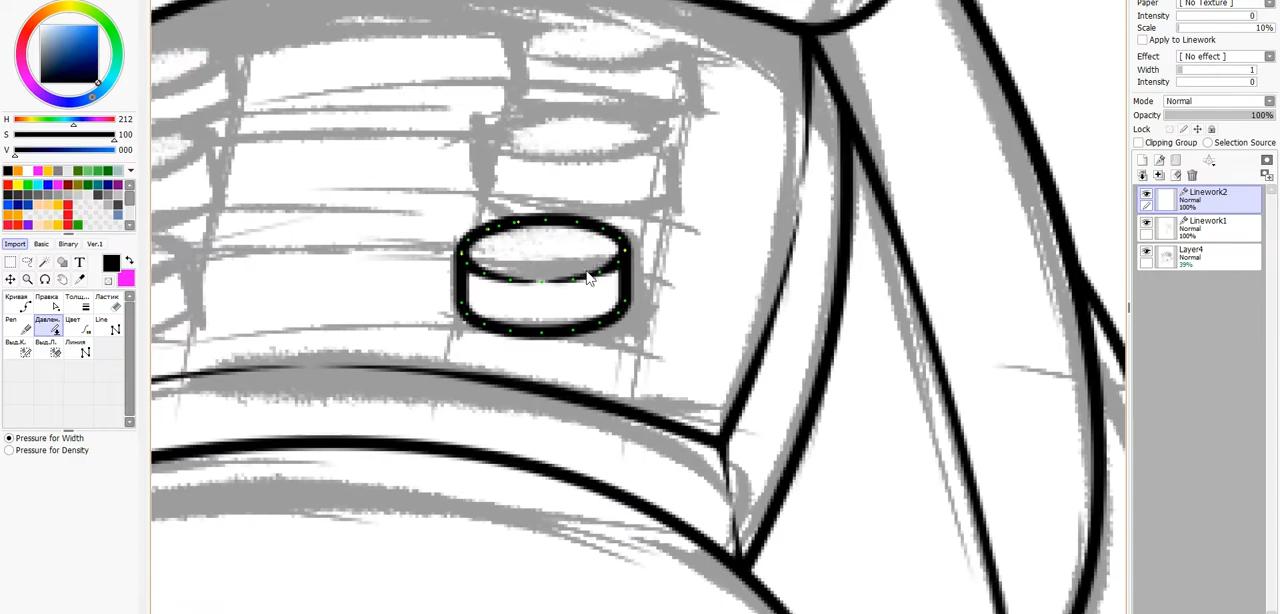 H 212
S 100
V 000
Import Basic Binary Ver.1
Кривая Правка Толщ... Ластик
Pen Давлен. Цвет Line
Выд.К. Выд.Л. Линия
Pressure for Width
Pressure for Density
Paper [ No Texture ]
Intensity 0
Scale 10%
Apply to Linework
Effect [ No effect ]
Width 1
Intensity 0
Mode Normal
Opacity 100%
Lock
Clipping Group Selection Source
Linework2
Normal
100%
Linework1
Normal
100%
Layer4
Normal
39%